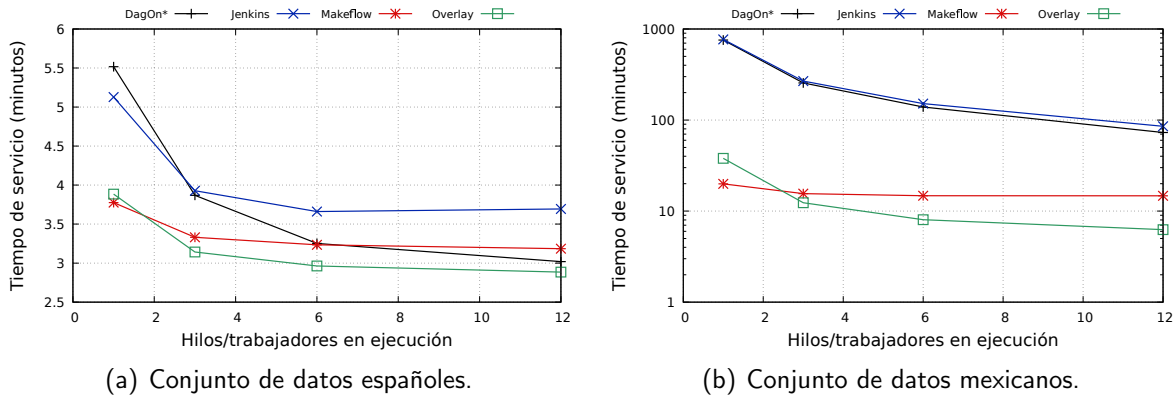 DagOn* Jenkins Makeflow Overlay
6
5.5
5
4.5
4
3.5
3
2.5
0 2 4 6 8 10 12
Tiempo de servicio (minutos)
Hilos/trabajadores en ejecución
(a) Conjunto de datos españoles.
DagOn* Jenkins Makeflow Overlay
1000
100
10
1
0 2 4 6 8 10 12
Tiempo de servicio (minutos)
Hilos/trabajadores en ejecución
(b) Conjunto de datos mexicanos.